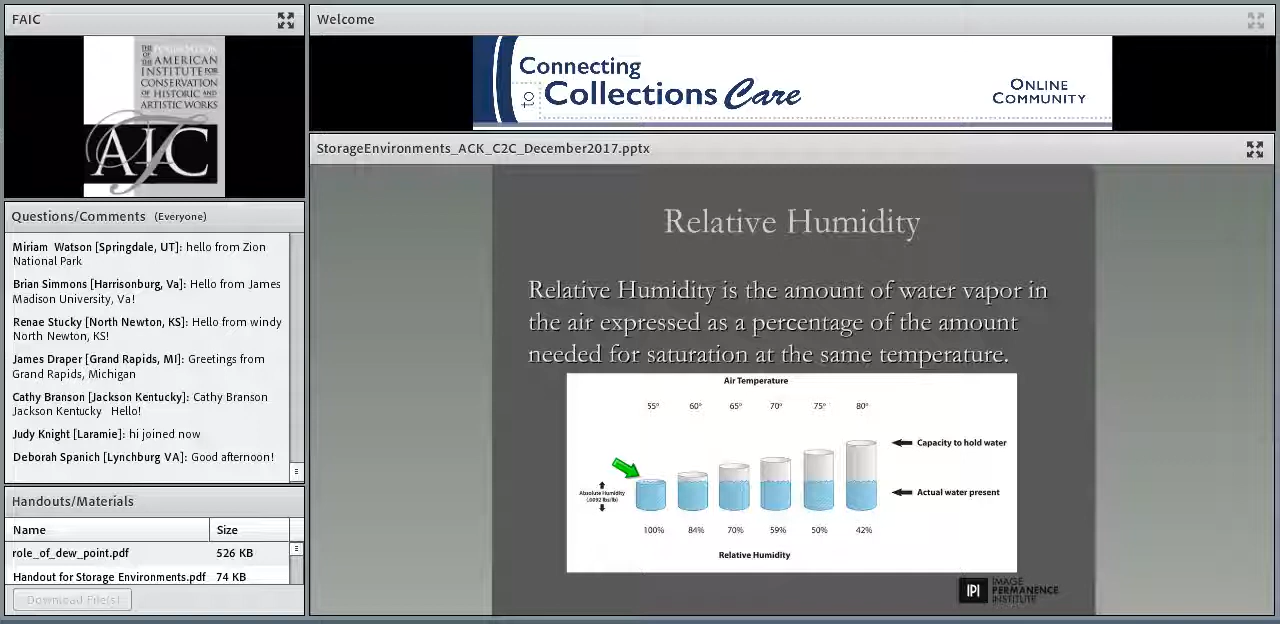 FAIC
THE FOUNDATION
OF THE AMERICAN
INSTITUTE FOR
CONSERVATION
OF HISTORIC AND
ARTISTIC WORKS
AIC
Questions/Comments (Everyone)
Miriam Watson [Springdale, UT]: hello from Zion
National Park
Brian Simmons [Harrisonburg, Va]: Hello from James
Madison University, Va!
Renae Stucky [North Newton, KS]: Hello from windy
North Newton, KS!
James Draper [Grand Rapids, MI]: Greetings from
Grand Rapids, Michigan
Cathy Branson [Jackson Kentucky]: Cathy Branson
Jackson Kentucky Hello!
Judy Knight [Laramie]: hi joined now
Deborah Spanich [Lynchburg VA]: Good afternoon!
Handouts/Materials
Name Size
role_of_dew_point.pdf 526 KB
Handout for Storage Environments.pdf 74 KB
Download File(s)
Welcome
Connecting
to Collections Care
ONLINE
COMMUNITY
StorageEnvironments_ACK_C2C_December2017.pptx
Relative Humidity
Relative Humidity is the amount of water vapor in
the air expressed as a percentage of the amount
needed for saturation at the same temperature.
Air Temperature
55° 60° 65° 70° 75° 80°
Capacity to hold water
Absolute Humidity
Actual water present
100% 84% 70% 59% 50% 42%
Relative Humidity
IPI IMAGE
PERMANENCE
INSTITUTE